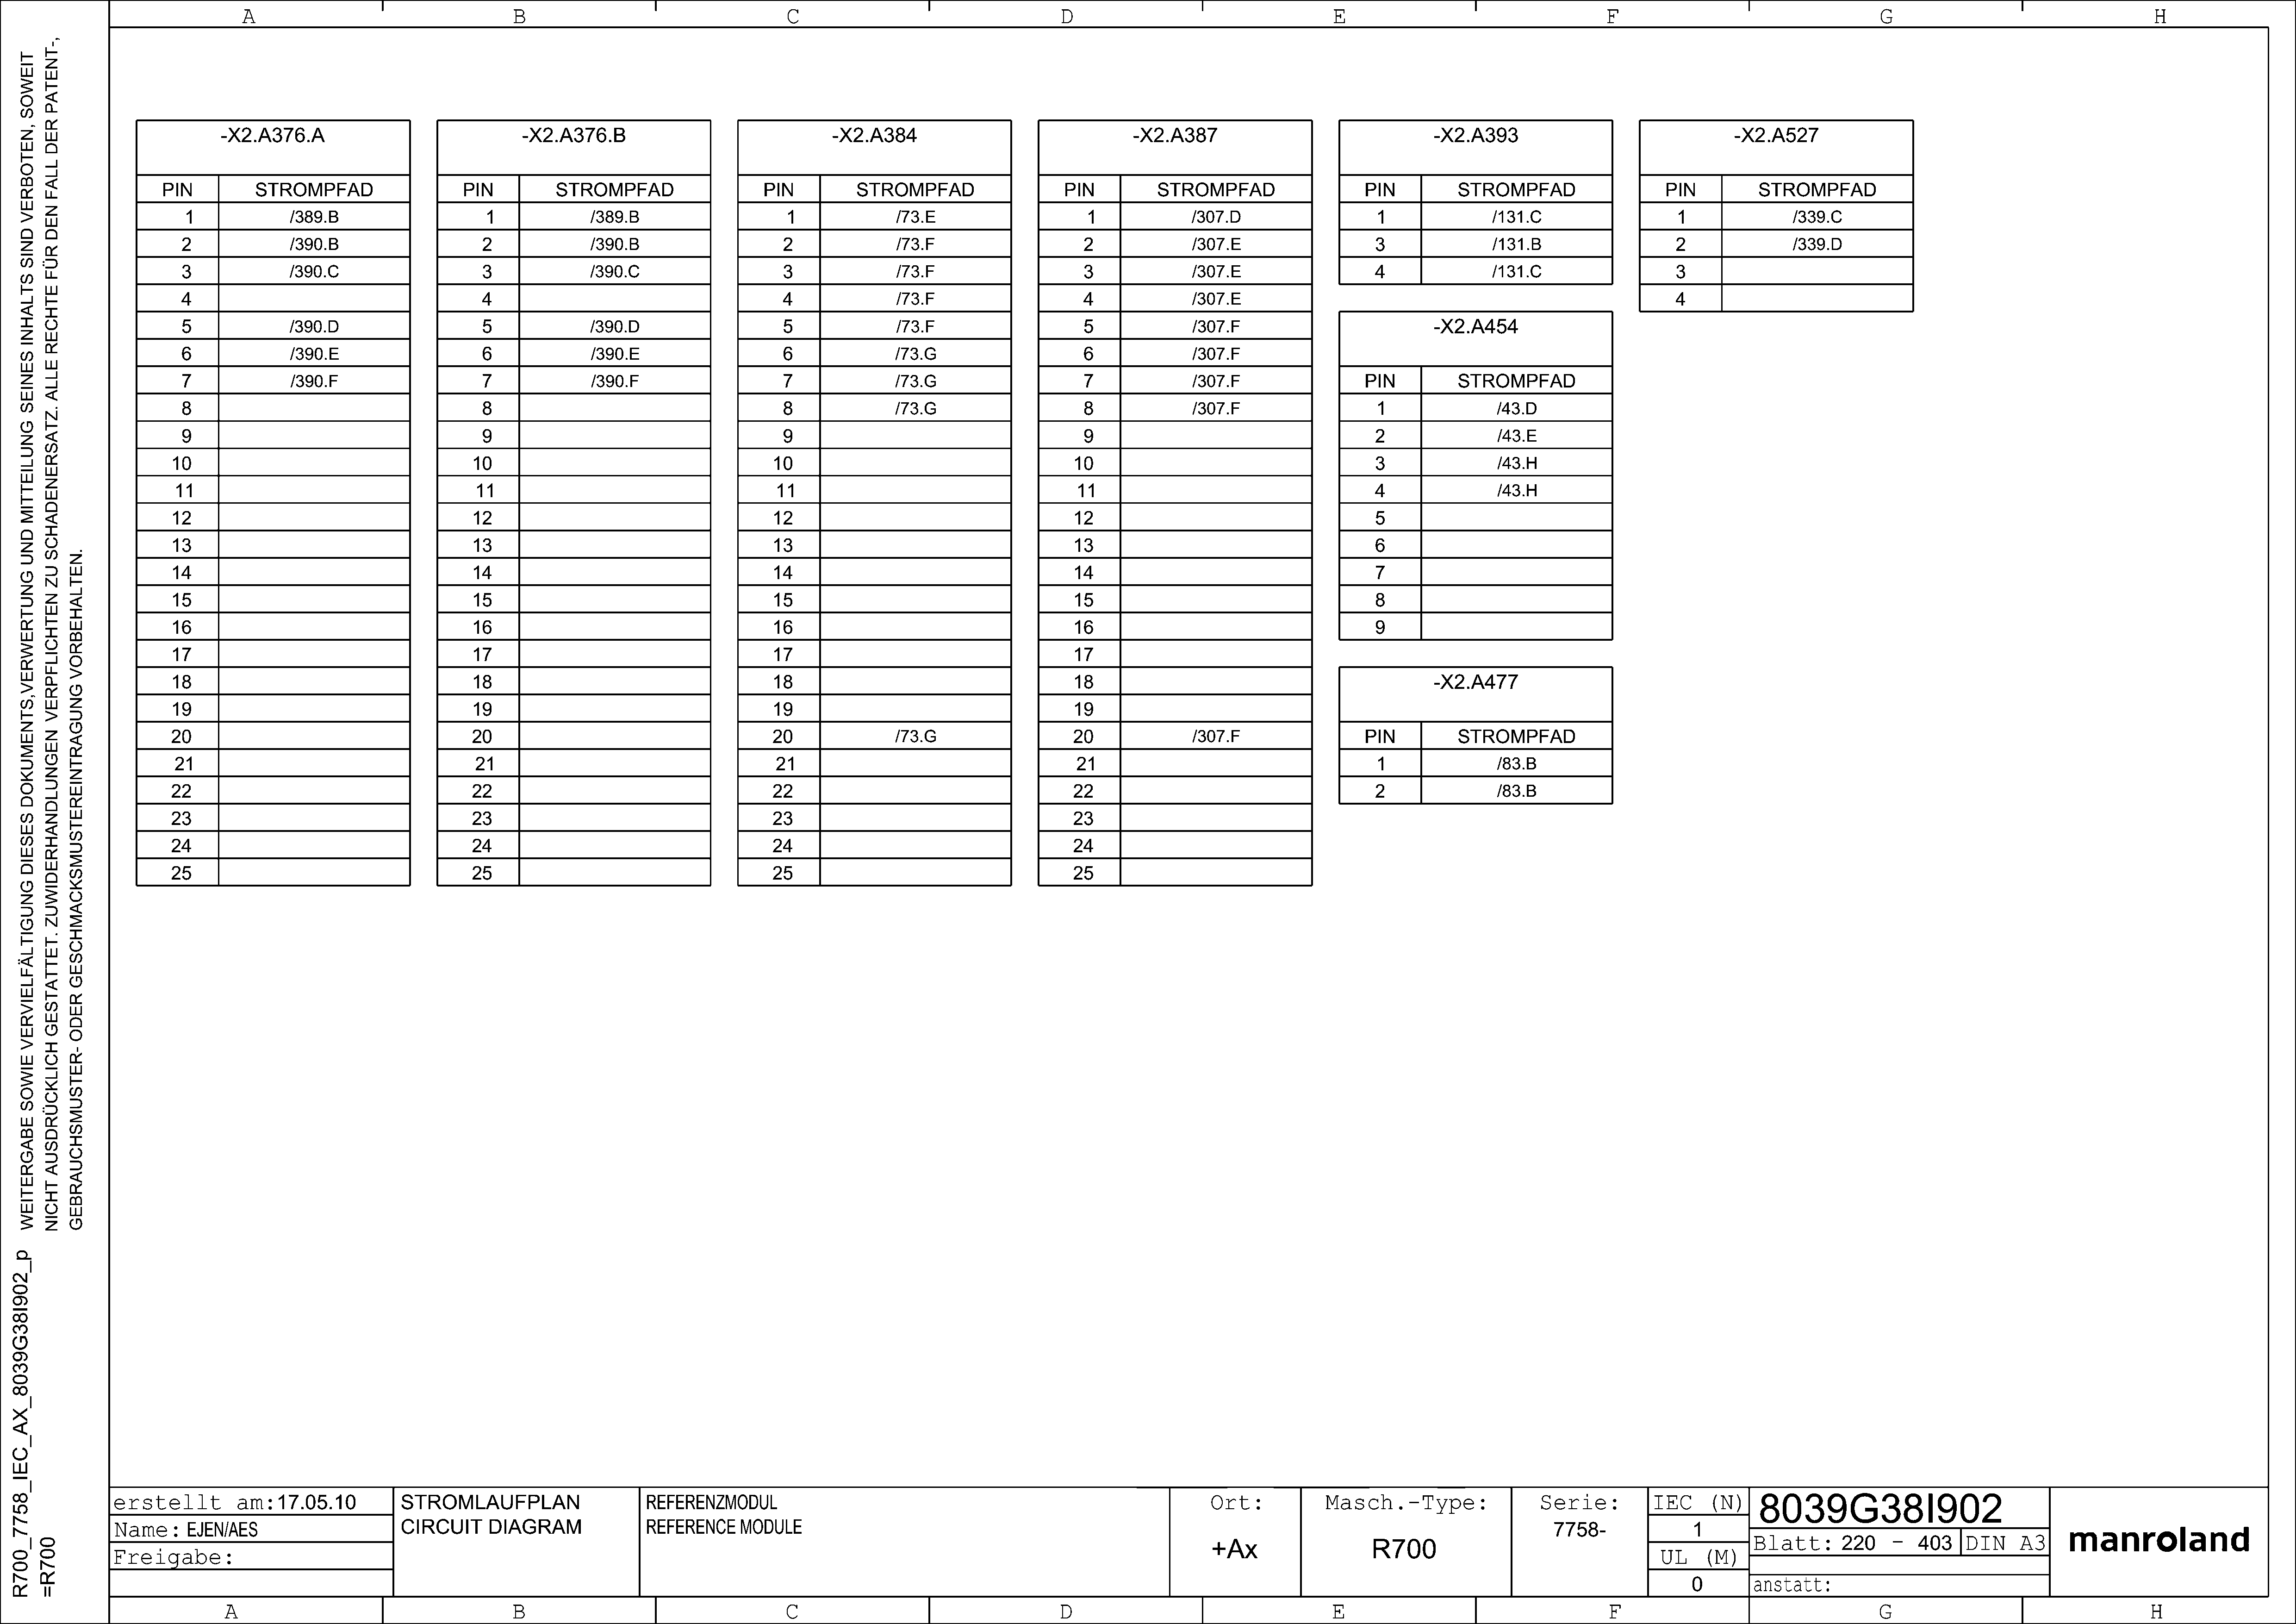 A B C D E F G H
-X2.A376.A
PIN STROMPFAD
1 /389.B
2 /390.B
3 /390.C
4
5 /390.D
6 /390.E
7 /390.F
8
9
10
11
12
13
14
15
16
17
18
19
20
21
22
23
24
25
-X2.A376.B
PIN STROMPFAD
1 /389.B
2 /390.B
3 /390.C
4
5 /390.D
6 /390.E
7 /390.F
8
9
10
11
12
13
14
15
16
17
18
19
20
21
22
23
24
25
-X2.A384
PIN STROMPFAD
1 /73.E
2 /73.F
3 /73.F
4 /73.F
5 /73.F
6 /73.G
7 /73.G
8 /73.G
9
10
11
12
13
14
15
16
17
18
19
20 /73.G
21
22
23
24
25
-X2.A387
PIN STROMPFAD
1 /307.D
2 /307.E
3 /307.E
4 /307.E
5 /307.F
6 /307.F
7 /307.F
8 /307.F
9
10
11
12
13
14
15
16
17
18
19
20 /307.F
21
22
23
24
25
-X2.A393
PIN STROMPFAD
1 /131.C
3 /131.B
4 /131.C
-X2.A454
PIN STROMPFAD
1 /43.D
2 /43.E
3 /43.H
4 /43.H
5
6
7
8
9
-X2.A477
PIN STROMPFAD
1 /83.B
2 /83.B
-X2.A527
PIN STROMPFAD
1 /339.C
2 /339.D
3
4
WEITERGABE SOWIE VERVIELFÄLTIGUNG DIESES DOKUMENTS,VERWERTUNG UND MITTEILUNG SEINES INHALTS SIND VERBOTEN, SOWEIT
NICHT AUSDRÜCKLICH GESTATTET. ZUWIDERHANDLUNGEN VERPFLICHTEN ZU SCHADENERSATZ. ALLE RECHTE FÜR DEN FALL DER PATENT-,
GEBRAUCHSMUSTER- ODER GESCHMACKSMUSTEREINTRAGUNG VORBEHALTEN.
R700_7758_IEC_AX_8039G38I902_p
=R700
erstellt am:17.05.10
Name: EJEN/AES
Freigabe:
STROMLAUFPLAN
CIRCUIT DIAGRAM
REFERENZMODUL
REFERENCE MODULE
Ort:
+Ax
Masch.-Type:
R700
Serie:
7758-
IEC (N)
1
UL (M)
0
8039G38I902
Blatt: 220 - 403 DIN A3
anstatt:
manroland
A B C D E F G H